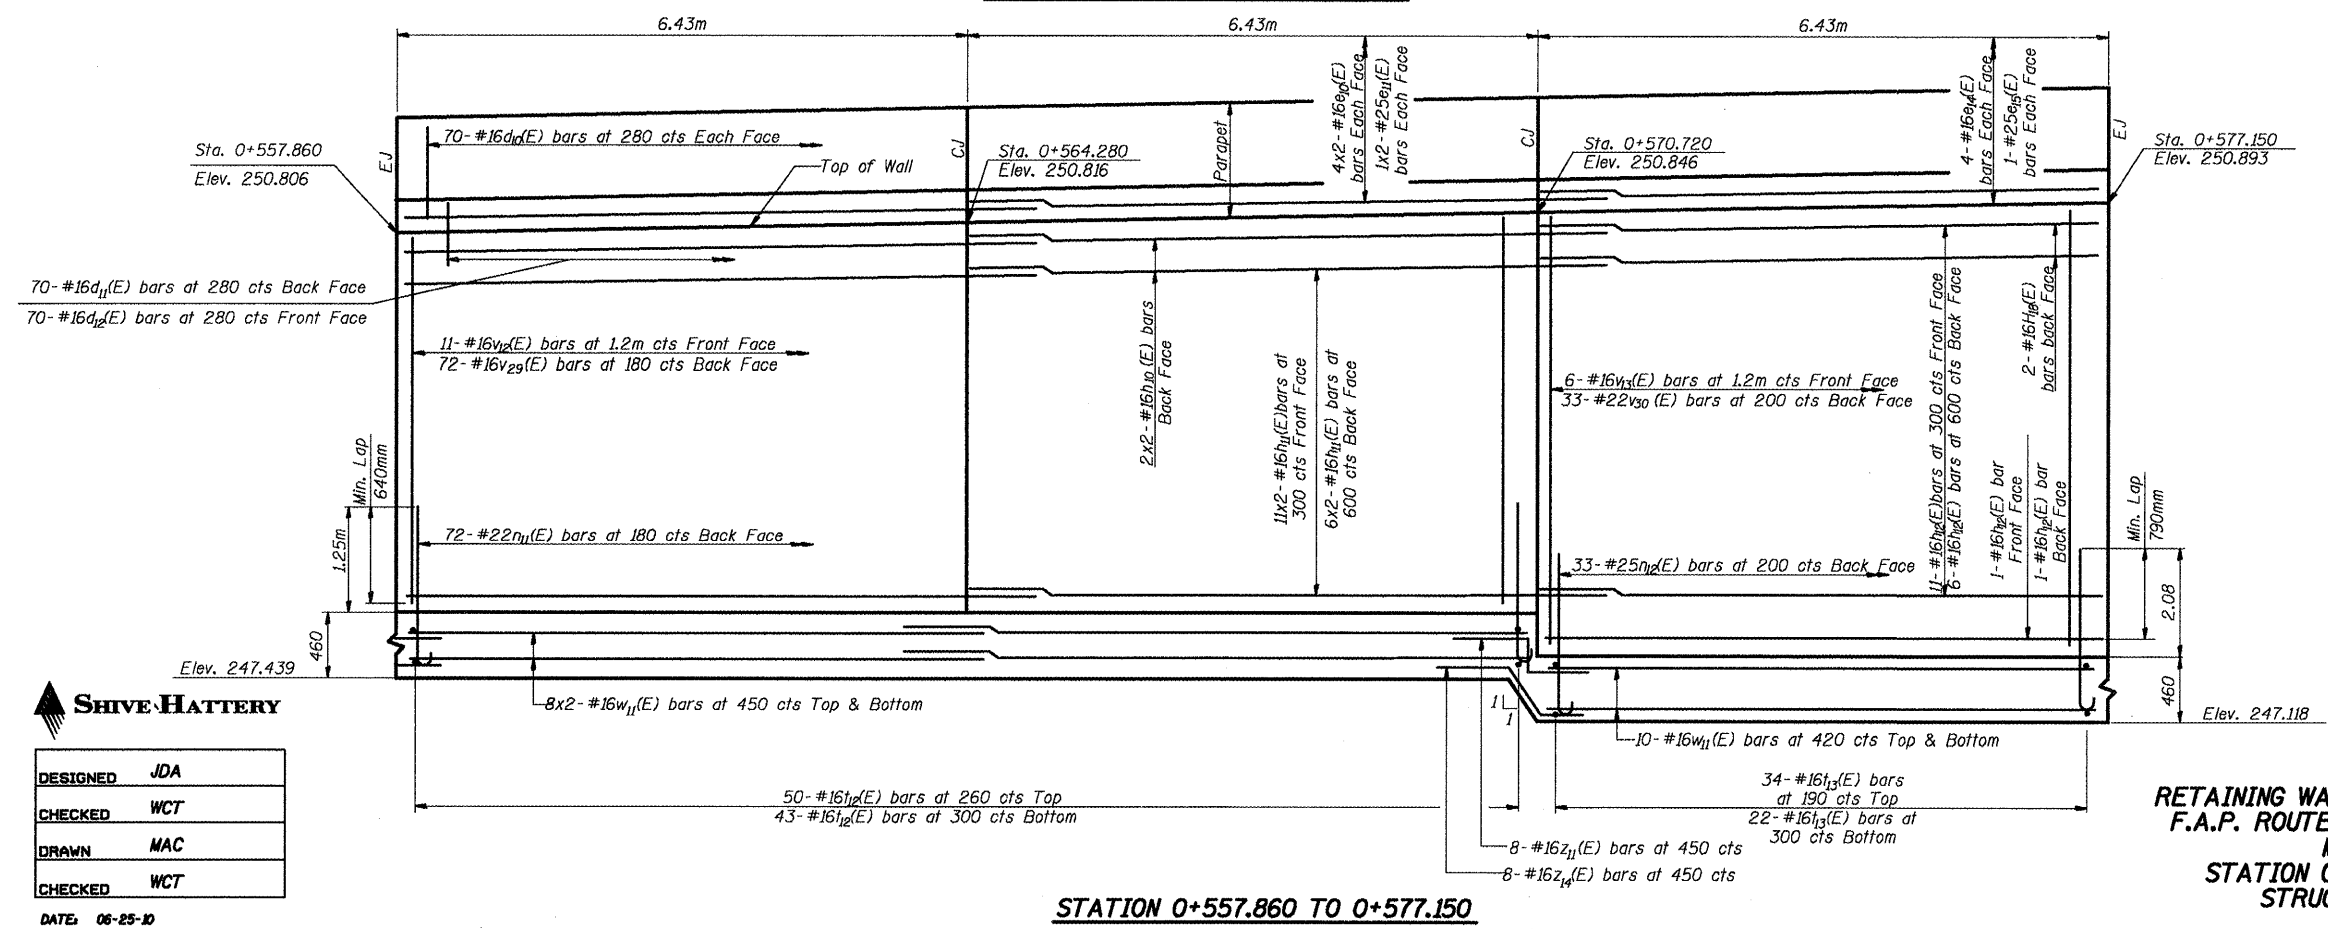 6.43m
6.43m
6.43m
EJ
CJ
CJ
EJ
70-#16d10(E) bars at 280 cts Each Face
Top of Wall
Parapet
4x2-#16e10(E)
bars Each Face
1x2-#25e11(E)
bars Each Face
4-#16e14(E)
bars Each Face
1-#25e15(E)
bars Each Face
Sta. 0+557.860
Elev. 250.806
Sta. 0+564.280
Elev. 250.816
Sta. 0+570.720
Elev. 250.846
Sta. 0+577.150
Elev. 250.893
70-#16d11(E) bars at 280 cts Back Face
70-#16d12(E) bars at 280 cts Front Face
11-#16v12(E) bars at 1.2m cts Front Face
72-#16v29(E) bars at 180 cts Back Face
2x2-#16h10(E) bars
Back Face
11x2-#16h11(E)bars at
300 cts Front Face
6x2-#16h11(E) bars at
600 cts Back Face
6-#16v13(E) bars at 1.2m cts Front Face
33-#22v30(E) bars at 200 cts Back Face
11-#16h12(E)bars at 300 cts Front Face
6-#16h12(E) bars at 600 cts Back Face
2-#16H18(E)
bars back Face
1-#16h12(E) bar
Front Face
1-#16h12(E) bar
Back Face
Min. Lap
640mm
1.25m
460
72-#22n11(E) bars at 180 cts Back Face
33-#25n12(E) bars at 200 cts Back Face
Min. Lap
790mm
2.08
460
Elev. 247.439
Elev. 247.118
8x2-#16w11(E) bars at 450 cts Top & Bottom
1
1
10-#16w11(E) bars at 420 cts Top & Bottom
50-#16t12(E) bars at 260 cts Top
43-#16t12(E) bars at 300 cts Bottom
34-#16t13(E) bars
at 190 cts Top
22-#16t13(E) bars at
300 cts Bottom
8-#16z11(E) bars at 450 cts
8-#16z14(E) bars at 450 cts
SHIVE-HATTERY
DESIGNED JDA
CHECKED WCT
DRAWN MAC
CHECKED WCT
DATE: 06-25-10
STATION 0+557.860 TO 0+577.150
RETAINING WA
F.A.P. ROUTE
STATION
STRUC